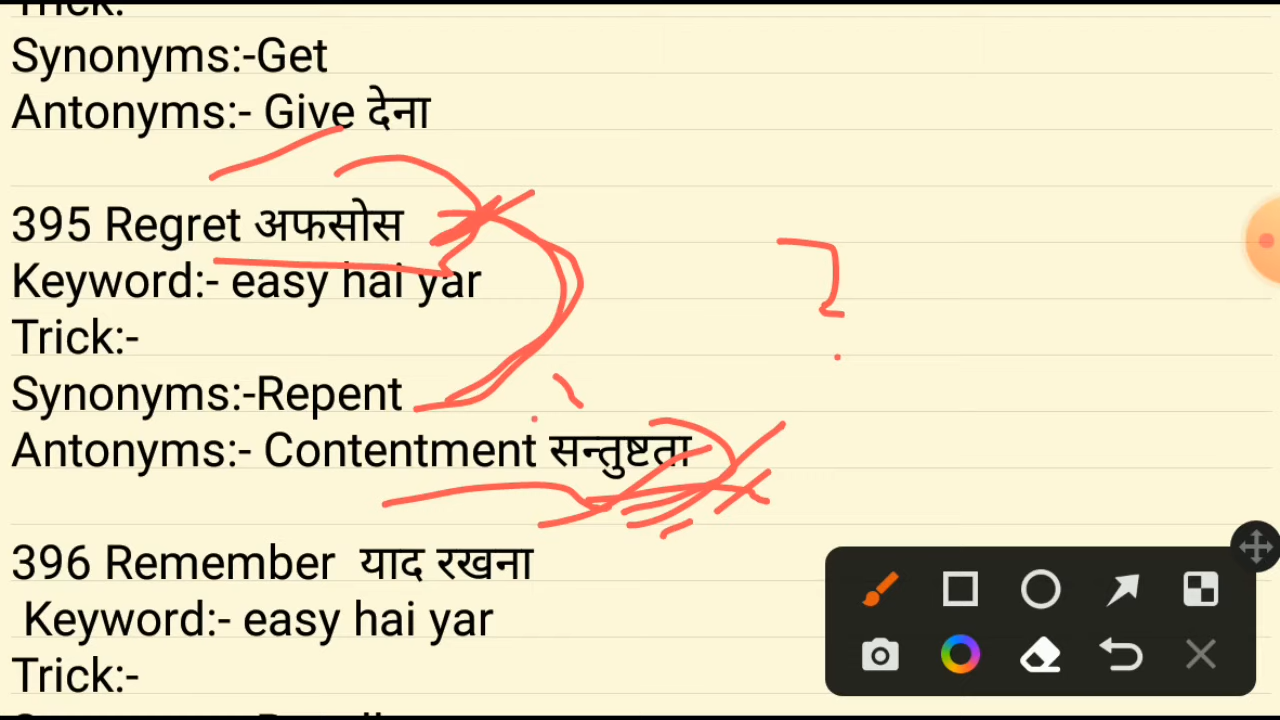 Trick:
Synonyms:-Get
Antonyms:- Give देना
395 Regret अफसोस
Keyword:- easy hai yar
Trick:-
Synonyms:-Repent
Antonyms:- Contentment सन्तुष्टता
?
396 Remember याद रखना
Keyword:- easy hai yar
Trick:-